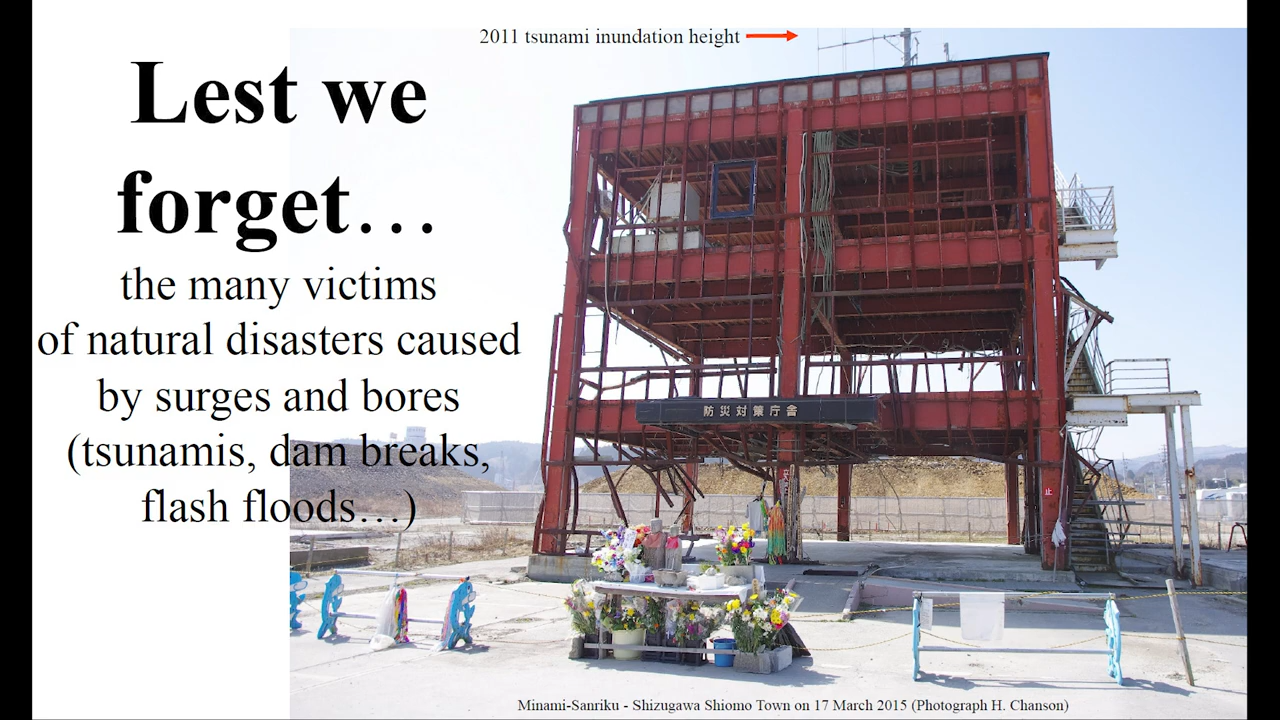 2011 tsunami inundation height
Lest we
forget…
the many victims
of natural disasters caused
by surges and bores
(tsunamis, dam breaks,
flash floods…)
防災対策庁舎
止
Minami-Sanriku - Shizugawa Shiomo Town on 17 March 2015 (Photograph H. Chanson)